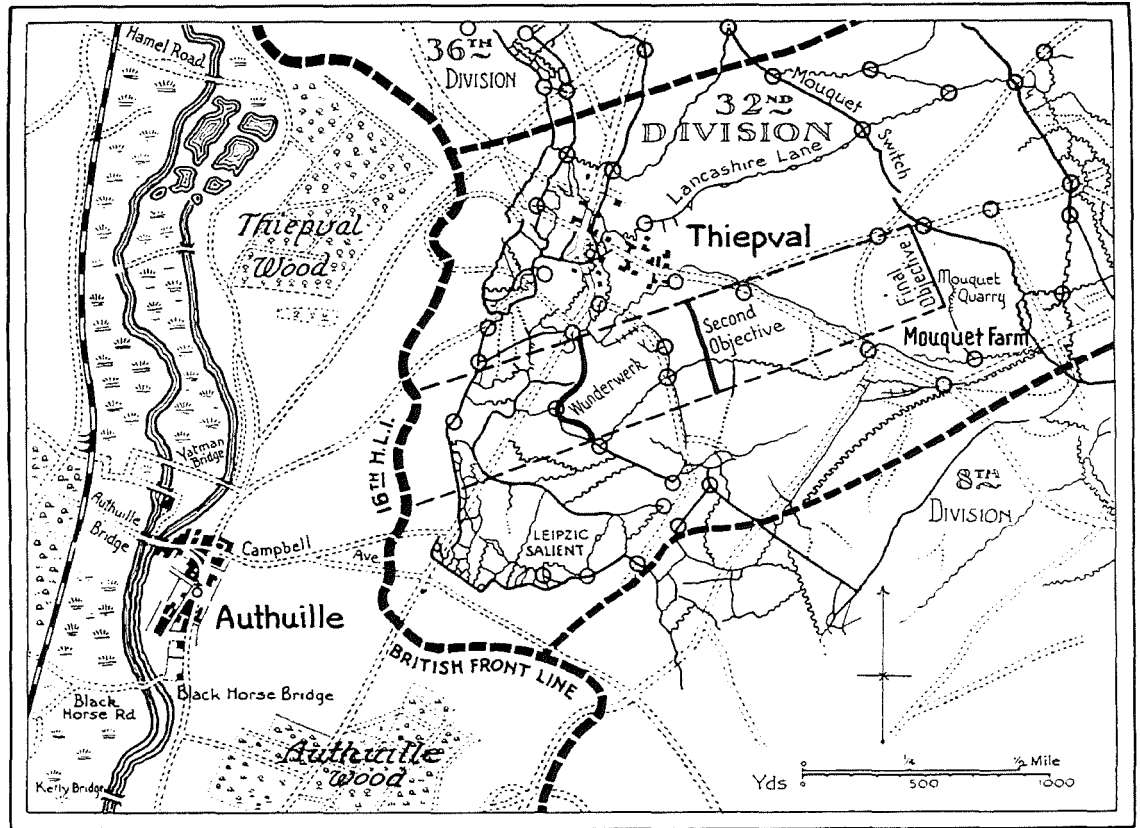 Hamel Road
36TH
DIVISION
32ND
DIVISION
Mouquet
Switch
Lancashire Lane
Thiepval
Wood
Thiepval
Final
Objective
Mouquet
Quarry
Mouquet Farm
Second
Objective
Wunderwerk
16TH H.L.I.
Yatman
Bridge
Authuille
Bridge
Campbell
Ave
LEIPZIC
SALIENT
8TH
DIVISION
Authuille
BRITISH FRONT LINE
Black Horse Bridge
Black
Horse Rd.
Authuille
Wood
Kerry Bridge
0 1/4 1/2 Mile
Yds 500 1000